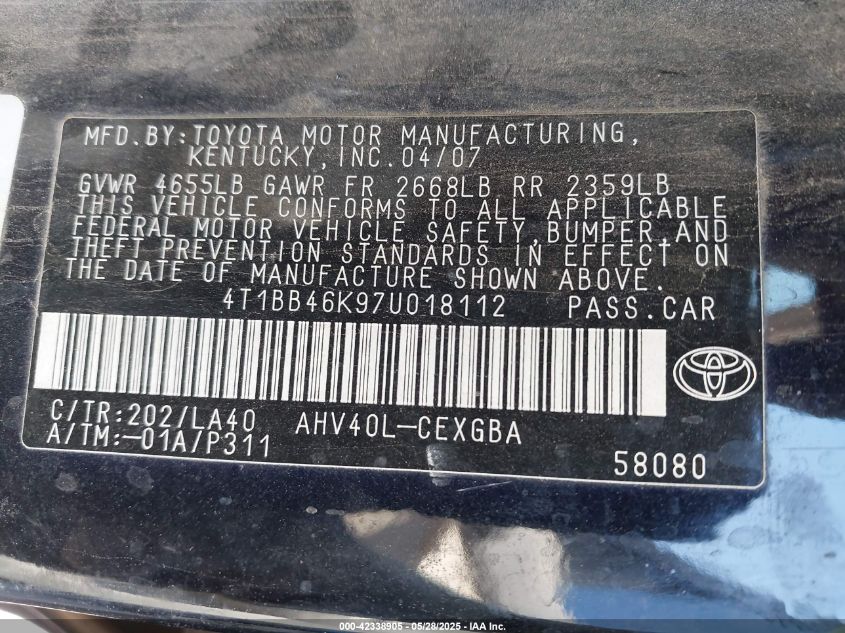 MFD.BY:TOYOTA MOTOR MANUFACTURING,
KENTUCKY,INC.04/07
GVWR 4655LB GAWR FR 2668LB RR 2359LB
THIS VEHICLE CONFORMS TO ALL APPLICABLE
FEDERAL MOTOR VEHICLE SAFETY,BUMPER,AND
THEFT PREVENTION STANDARDS IN EFFECT ON
THE DATE OF MANUFACTURE SHOWN ABOVE.
4T1BB46K97U018112 PASS.CAR
C/TR:202/LA40 AHV40L-CEXGBA
A/TM:-01A/P311
58080
000-42338905 - 05/28/2025 - IAA Inc.